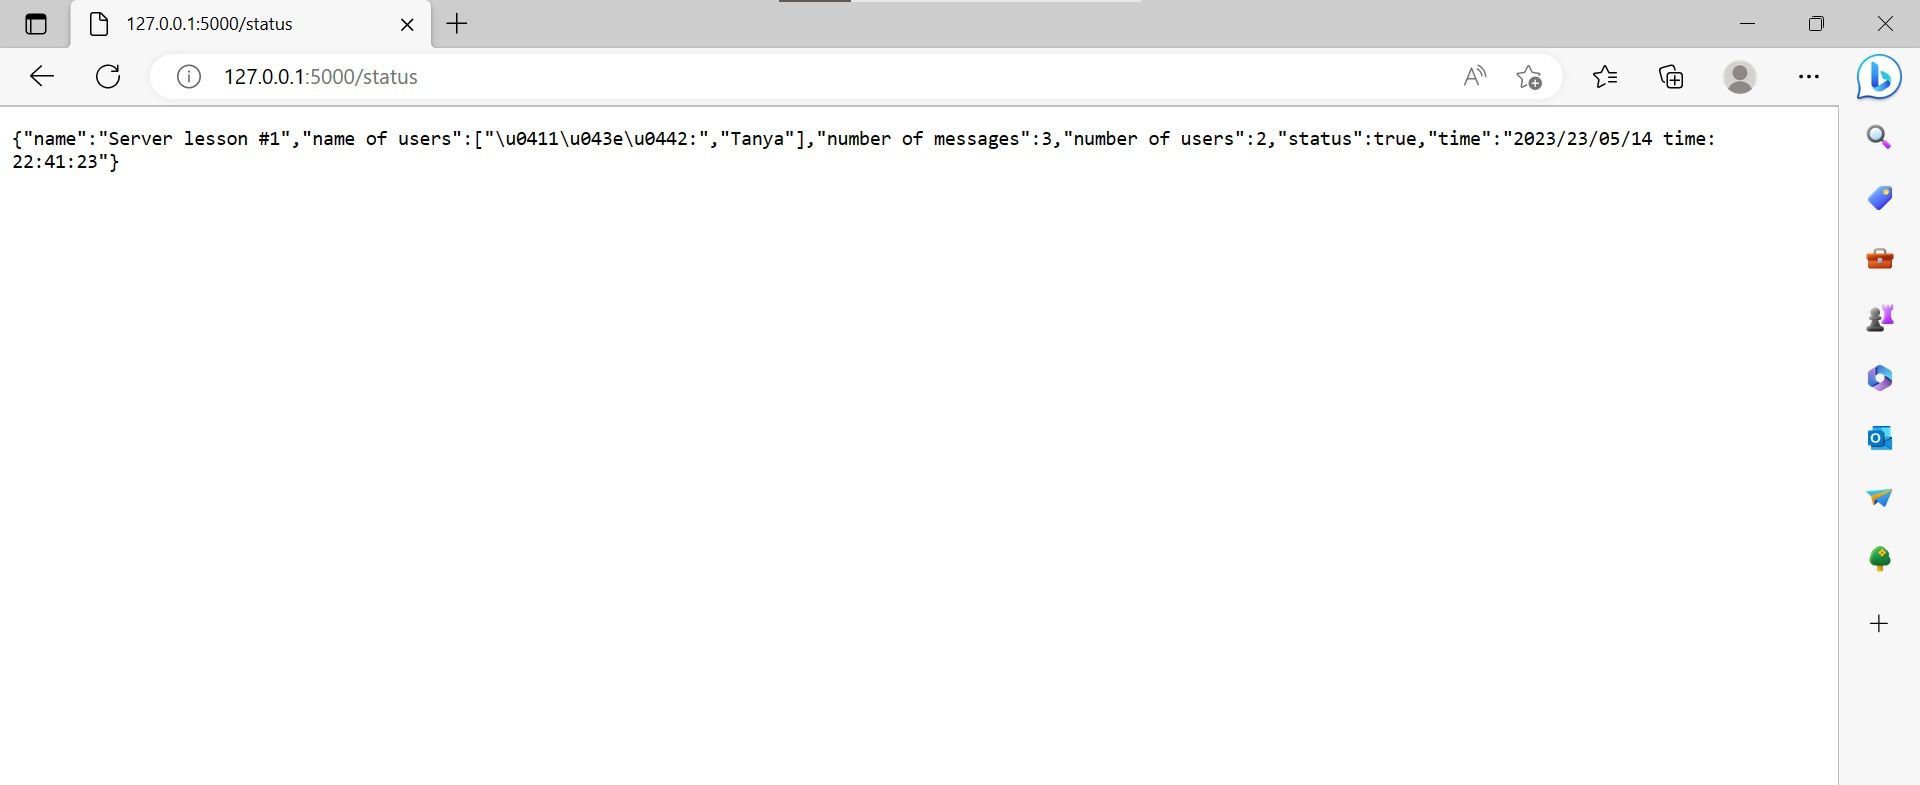 127.0.0.1:5000/status
127.0.0.1:5000/status
{"name":"Server lesson #1","name of users":["\u0411\u043e\u0442:","Tanya"],"number of messages":3,"number of users":2,"status":true,"time":"2023/23/05/14 time:
22:41:23"}